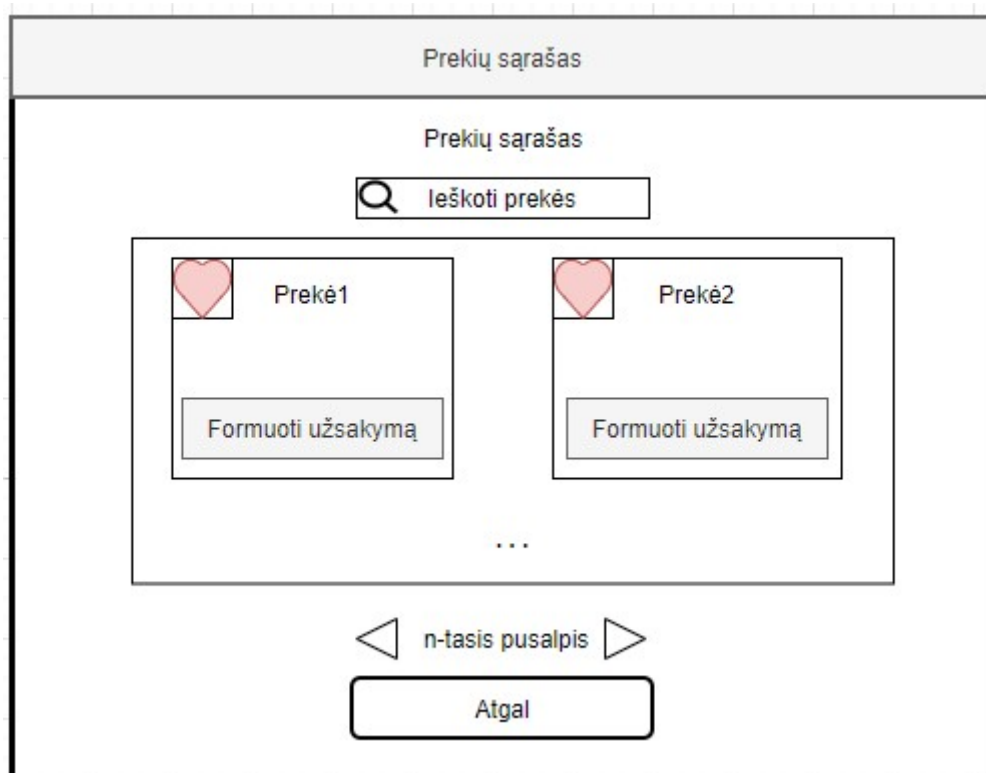 Prekių sąrašas
Prekių sąrašas
Ieškoti prekės
Prekė1
Prekė2
Formuoti užsakymą
Formuoti užsakymą
...
n-tasis pusalpis
Atgal